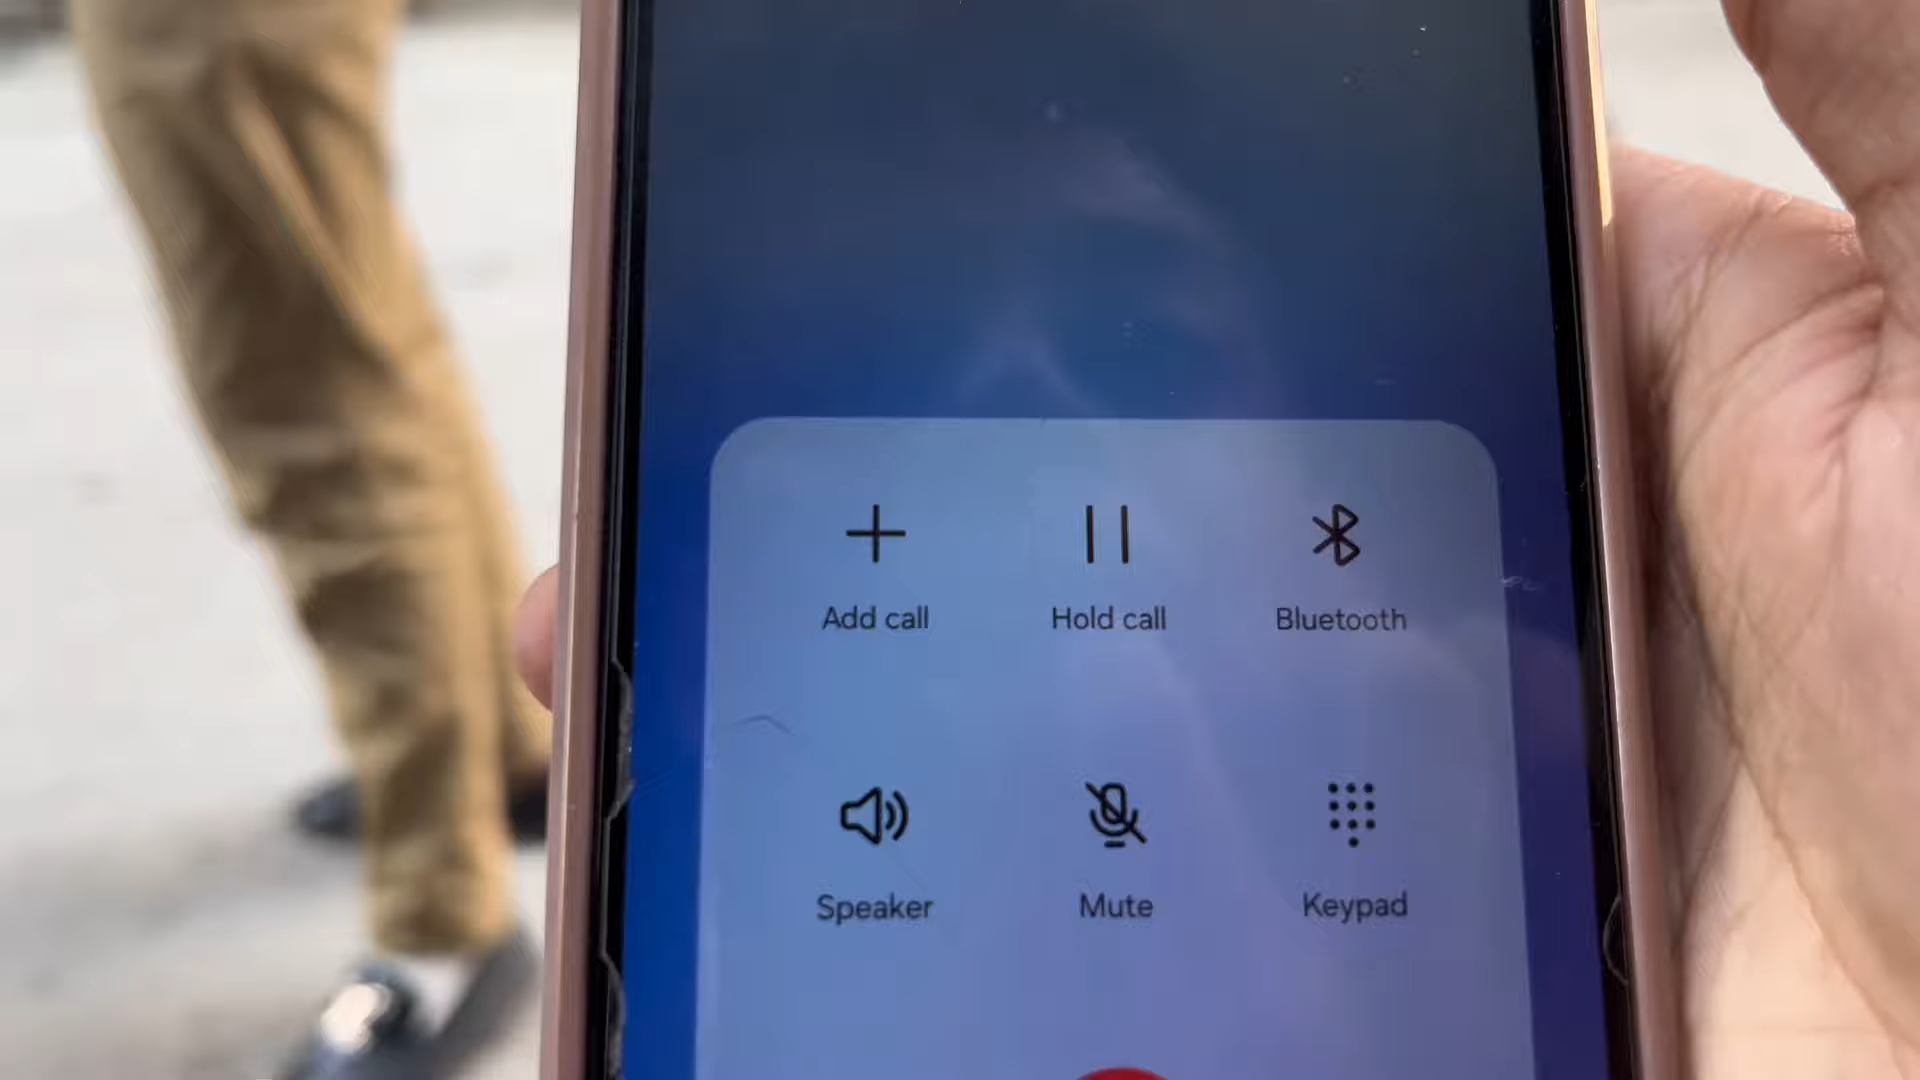 Add call
Hold call
Bluetooth
Speaker
Mute
Keypad